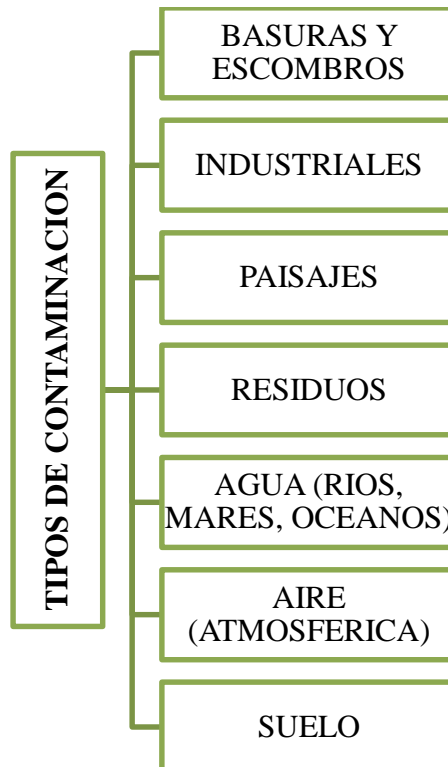 TIPOS DE CONTAMINACION
BASURAS Y
ESCOMBROS
INDUSTRIALES
PAISAJES
RESIDUOS
AGUA (RIOS,
MARES, OCEANOS)
AIRE
(ATMOSFERICA)
SUELO